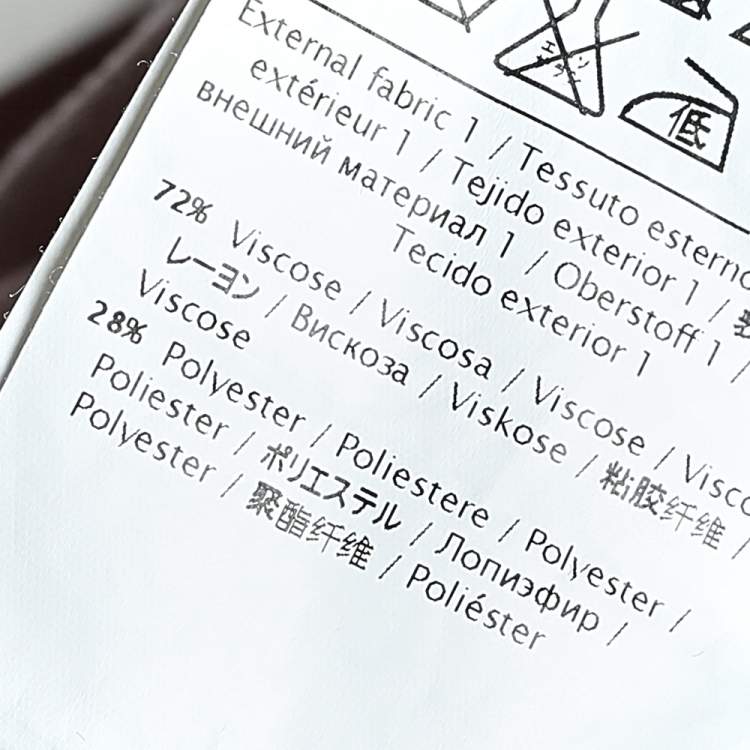 低
External fabric 1 / Tessuto esterno
extérieur 1 / Tejido exterior 1 /
внешний материал 1 / Oberstoff 1 /
Tecido exterior 1
72% Viscose / Viscosa / Viscose / Visco
レーヨン / Вискоза / Viskose / 粘胶纤维 /
Viscose
28% Polyester / Poliestere / Polyester /
Poliester / ポリエステル / Лопиэфир /
Polyester / 聚酯纤维 / Poliéster